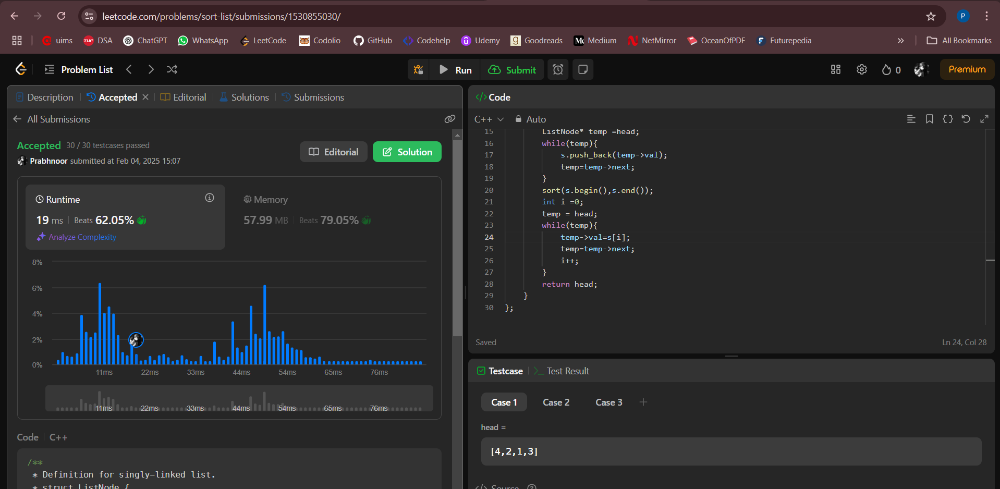 leetcode.com/problems/sort-list/submissions/1530855030/
P
uims
TUF
DSA
ChatGPT
WhatsApp
LeetCode
Codolio
GitHub
Codehelp
Udemy
g
Goodreads
Medium
NetMirror
OceanOfPDF
Futurepedia
»
All Bookmarks
Problem List
Run
Submit
0
Premium
Description
Accepted
Editorial
Solutions
Submissions
All Submissions
Accepted 30 / 30 testcases passed
Prabhnoor submitted at Feb 04, 2025 15:07
Editorial
Solution
Runtime
19 ms Beats 62.05%
Analyze Complexity
Memory
57.99 MB Beats 79.05%
8%
6%
4%
2%
0%
11ms 22ms 33ms 44ms 54ms 65ms 76ms
11ms 22ms 33ms 44ms 54ms 65ms 76ms
Code C++
/**
* Definition for singly-linked list.
* struct ListNode {
</> Code
C++ Auto
15 ListNode* temp =head;
16 while(temp){
17 s.push_back(temp->val);
18 temp=temp->next;
19 }
20 sort(s.begin(),s.end());
21 int i =0;
22 temp = head;
23 while(temp){
24 temp->val=s[i];
25 temp=temp->next;
26 i++;
27 }
28 return head;
29 }
30 };
Saved
Ln 24, Col 28
Testcase
>_ Test Result
Case 1 Case 2 Case 3 +
head =
[4,2,1,3]
</> Source ?